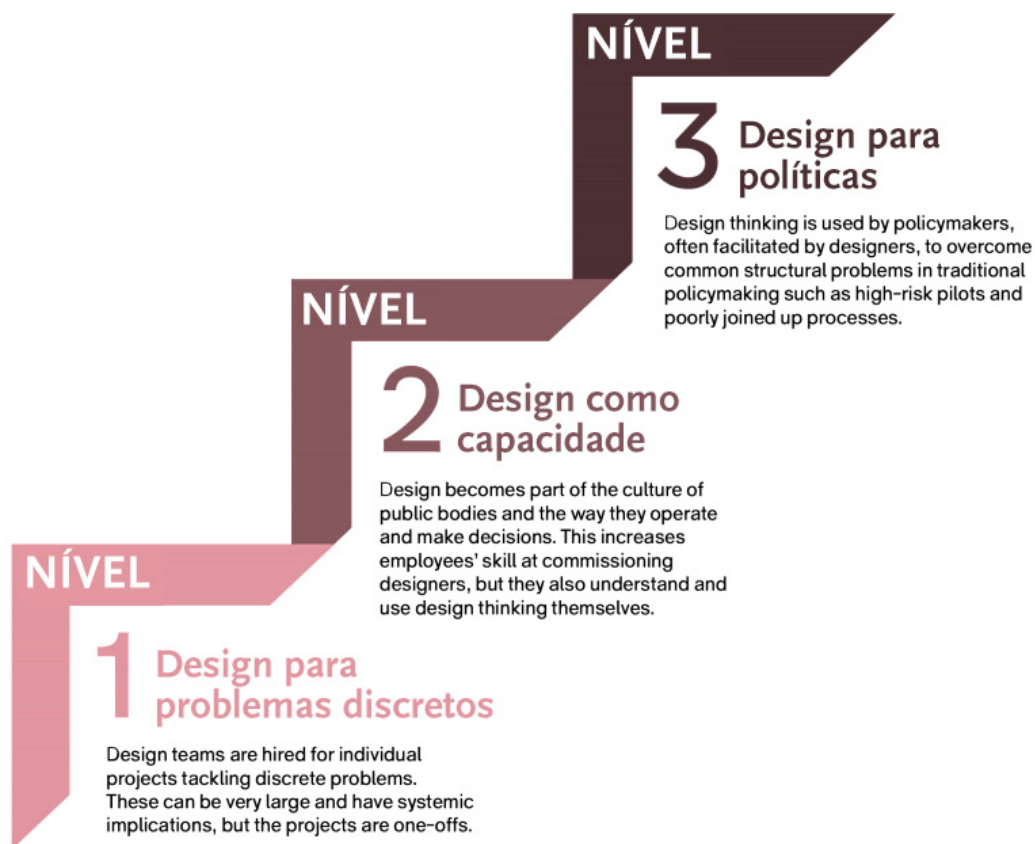 NÍVEL
3 Design para
políticas
Design thinking is used by policymakers,
often facilitated by designers, to overcome
common structural problems in traditional
policymaking such as high-risk pilots and
poorly joined up processes.
NÍVEL
2 Design como
capacidade
Design becomes part of the culture of
public bodies and the way they operate
and make decisions. This increases
employees' skill at commissioning
designers, but they also understand and
use design thinking themselves.
NÍVEL
1 Design para
problemas discretos
Design teams are hired for individual
projects tackling discrete problems.
These can be very large and have systemic
implications, but the projects are one-offs.